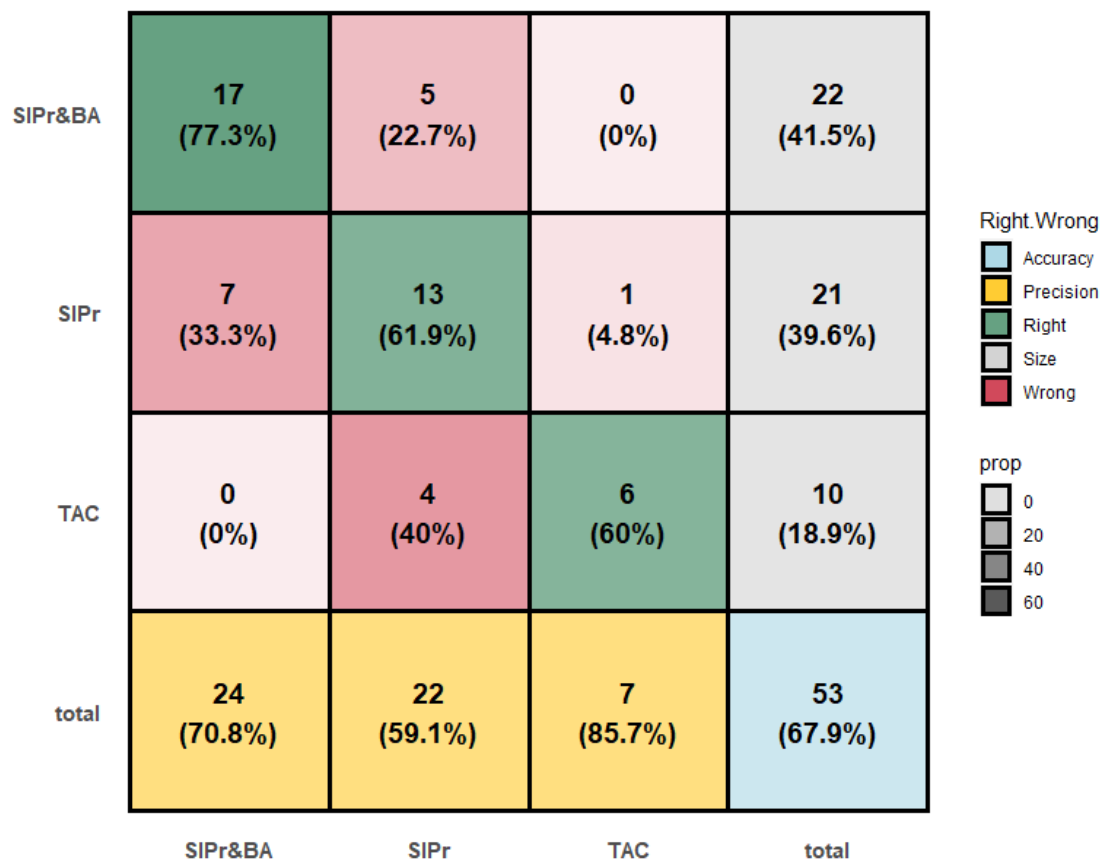 SIPr&BA
17
(77.3%)
5
(22.7%)
0
(0%)
22
(41.5%)
SIPr
7
(33.3%)
13
(61.9%)
1
(4.8%)
21
(39.6%)
TAC
0
(0%)
4
(40%)
6
(60%)
10
(18.9%)
total
24
(70.8%)
22
(59.1%)
7
(85.7%)
53
(67.9%)
SIPr&BA
SIPr
TAC
total
Right.Wrong
Accuracy
Precision
Right
Size
Wrong
prop
0
20
40
60